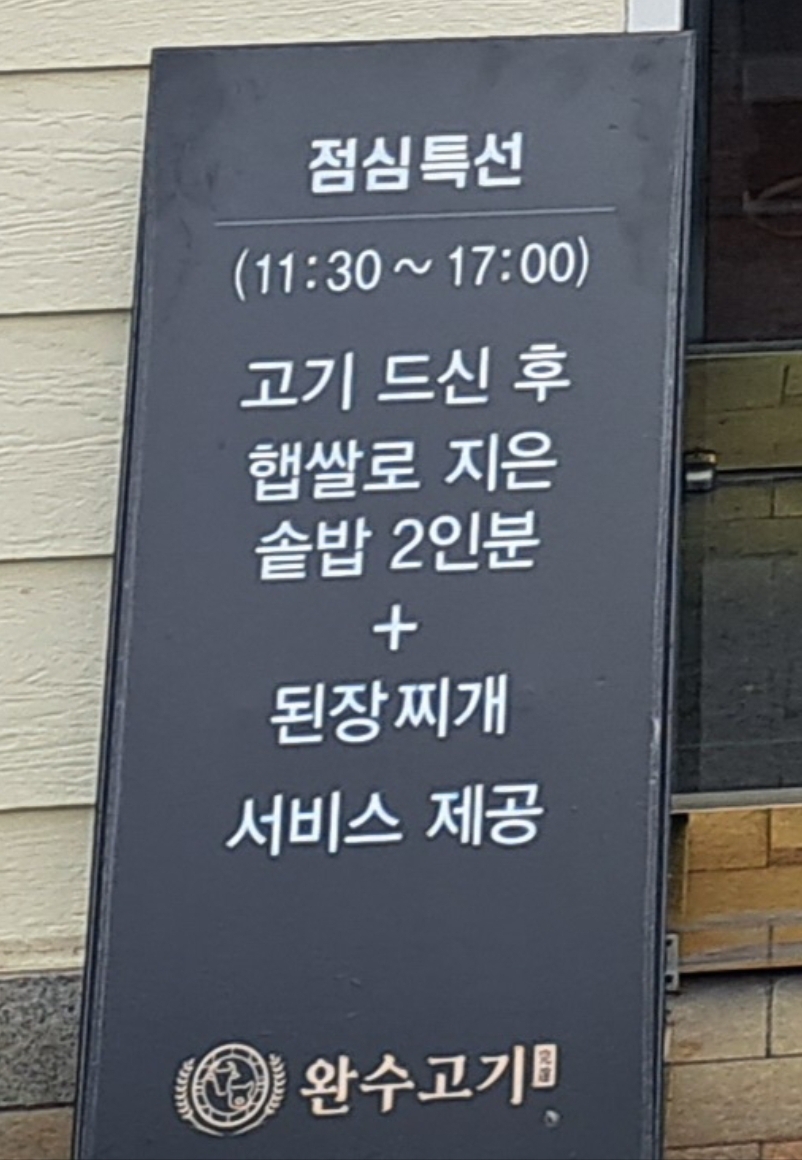 점심특선
(11:30~17:00)
고기 드신 후
햅쌀로 지은
솥밥 2인분
+
된장찌개
서비스 제공
완수고기